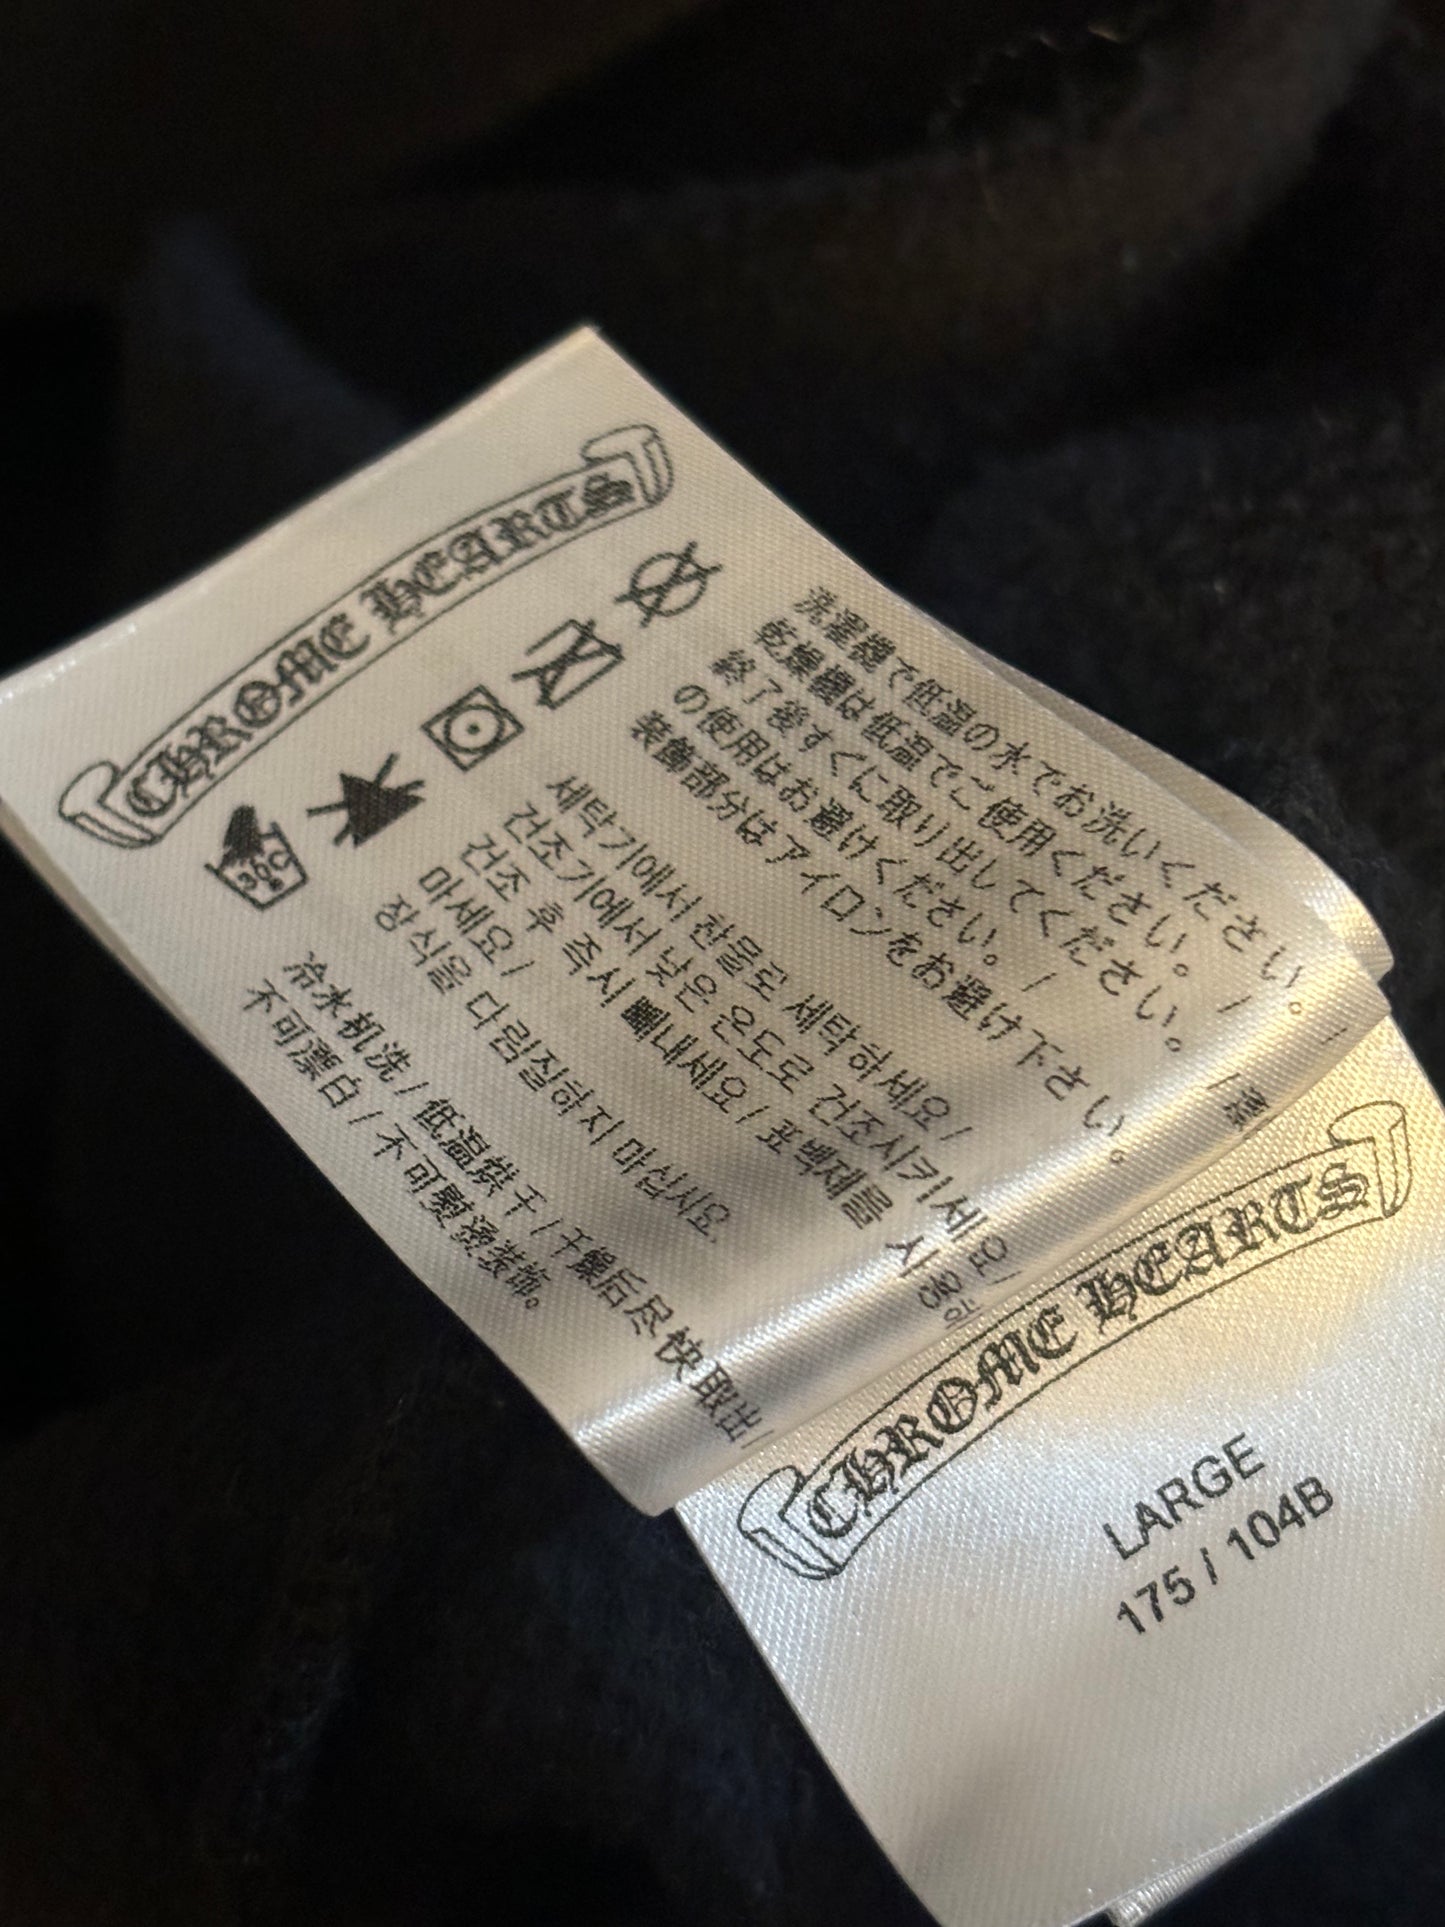 CHROME HEARTS
30°C
洗濯機で低温の水でお洗いください。/
乾燥機は低温でご使用ください。/
終了後すぐに取り出してください。/
の使用はお避けください。/
装飾部分はアイロンをお避け下さい。
세탁기에서 찬물로 세탁하세요 /
건조기에서 낮은 온도로 건조시키세요 /
건조 후 즉시 빼내세요 / 표백제를 사용
마세요 /
장식을 다림질하지 마십시오.
冷水机洗 / 低温烘干 / 干燥后尽快取出 /
不可漂白 / 不可熨烫装饰。
CHROME HEARTS
LARGE
175 / 104B